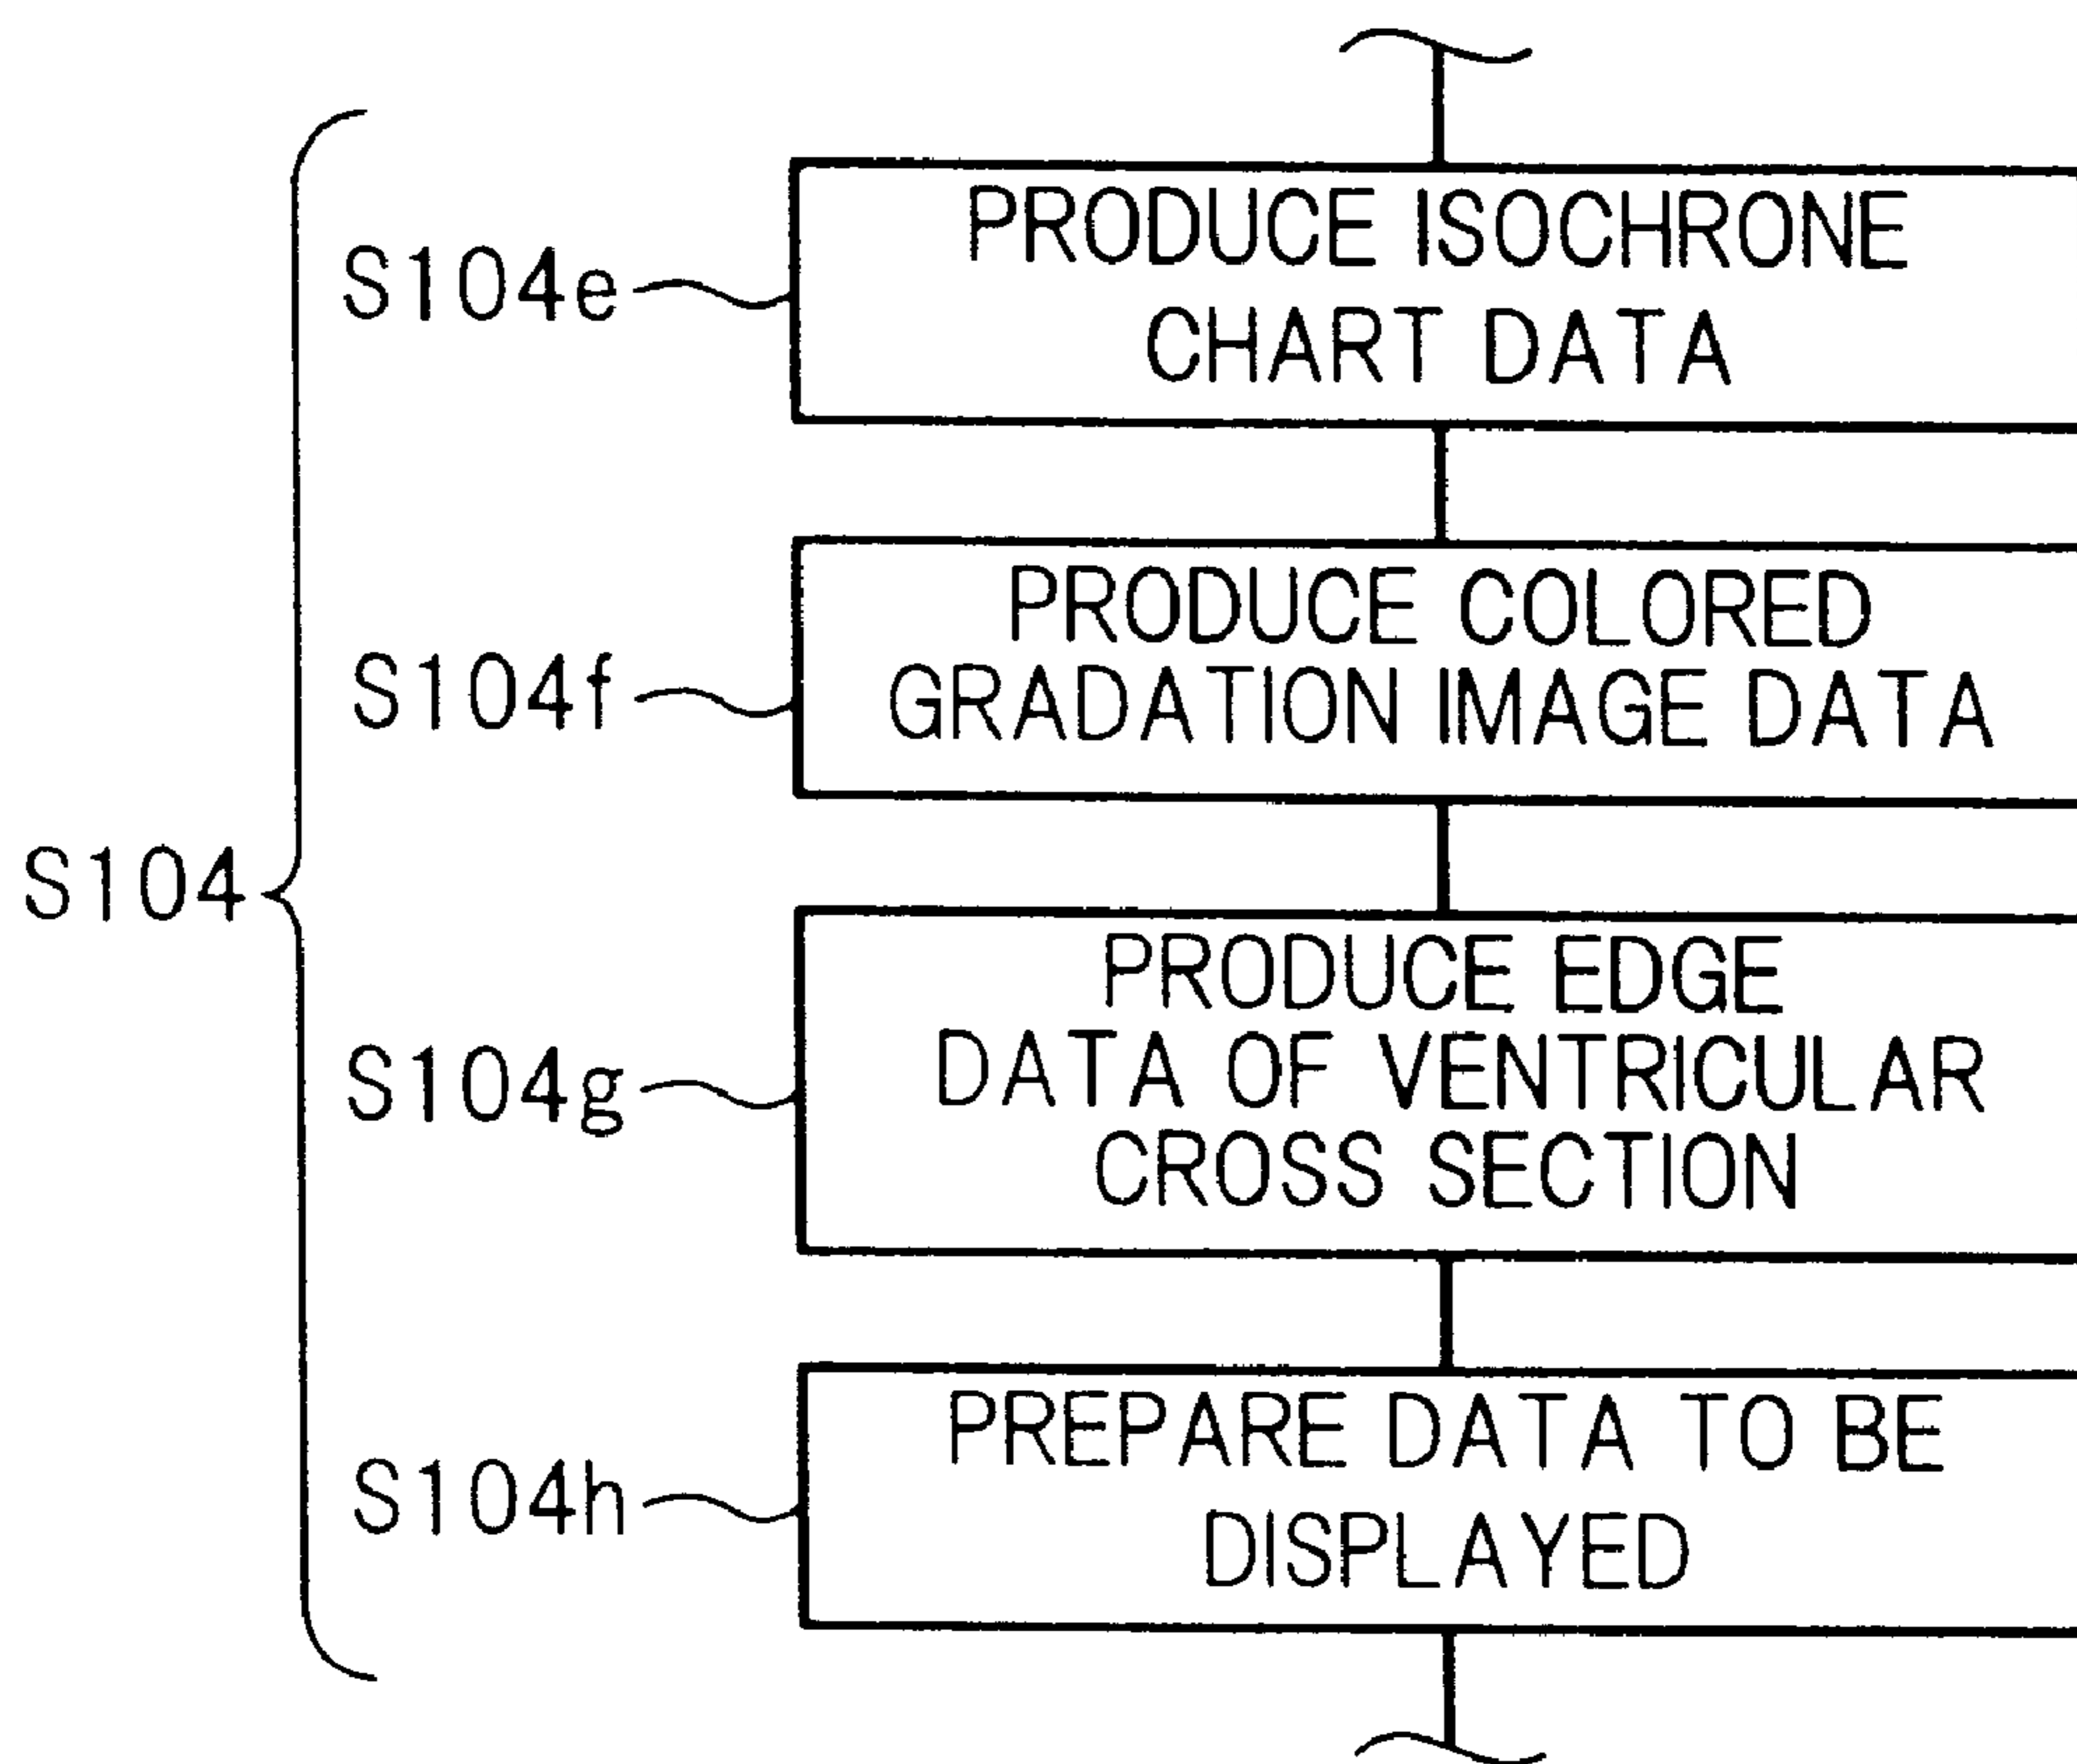 S104e
PRODUCE ISOCHRONE
CHART DATA
S104f
PRODUCE COLORED
GRADATION IMAGE DATA
S104
S104g
PRODUCE EDGE
DATA OF VENTRICULAR
CROSS SECTION
S104h
PREPARE DATA TO BE
DISPLAYED